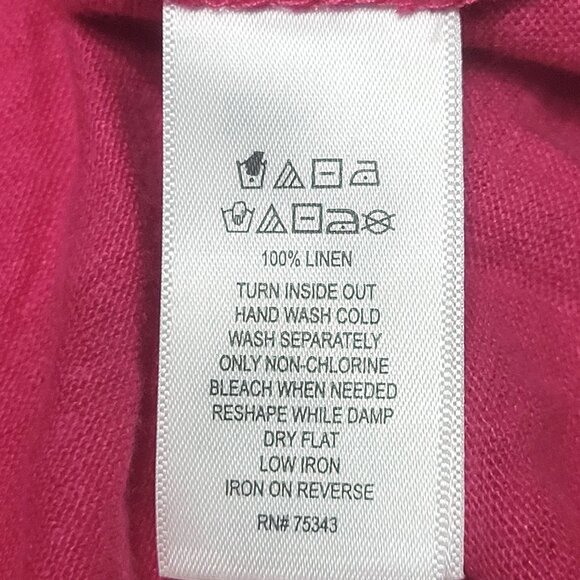 100% LINEN
TURN INSIDE OUT
HAND WASH COLD
WASH SEPARATELY
ONLY NON-CHLORINE
BLEACH WHEN NEEDED
RESHAPE WHILE DAMP
DRY FLAT
LOW IRON
IRON ON REVERSE
RN# 75343